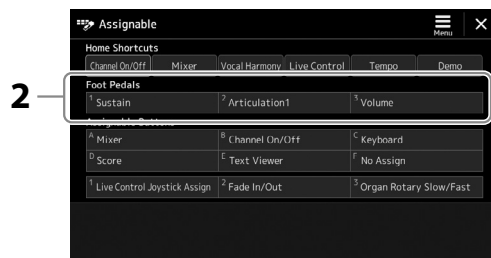 Assignable
Menu
Home Shortcuts
Channel On/Off Mixer Vocal Harmony Live Control Tempo Demo
2
Foot Pedals
1 Sustain 2 Articulation1 3 Volume
Assignable Buttons
A Mixer B Channel On/Off C Keyboard
D Score E Text Viewer F No Assign
1 Live Control Joystick Assign 2 Fade In/Out 3 Organ Rotary Slow/Fast